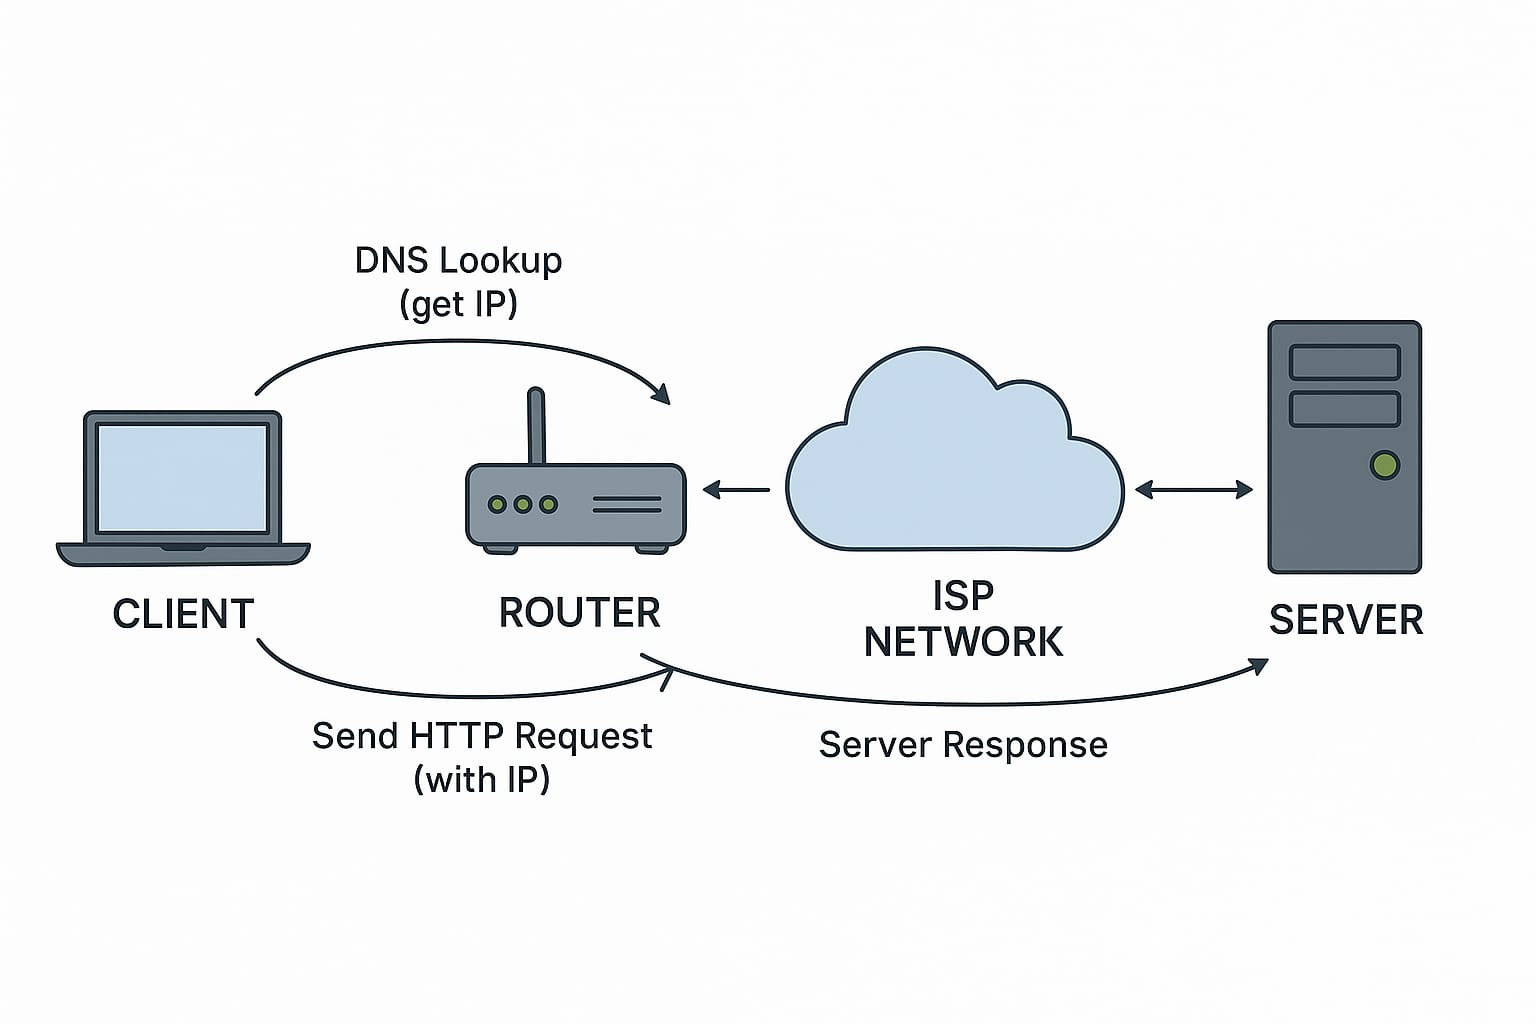 DNS Lookup
(get IP)
CLIENT
ROUTER
ISP
NETWORK
SERVER
Send HTTP Request
(with IP)
Server Response